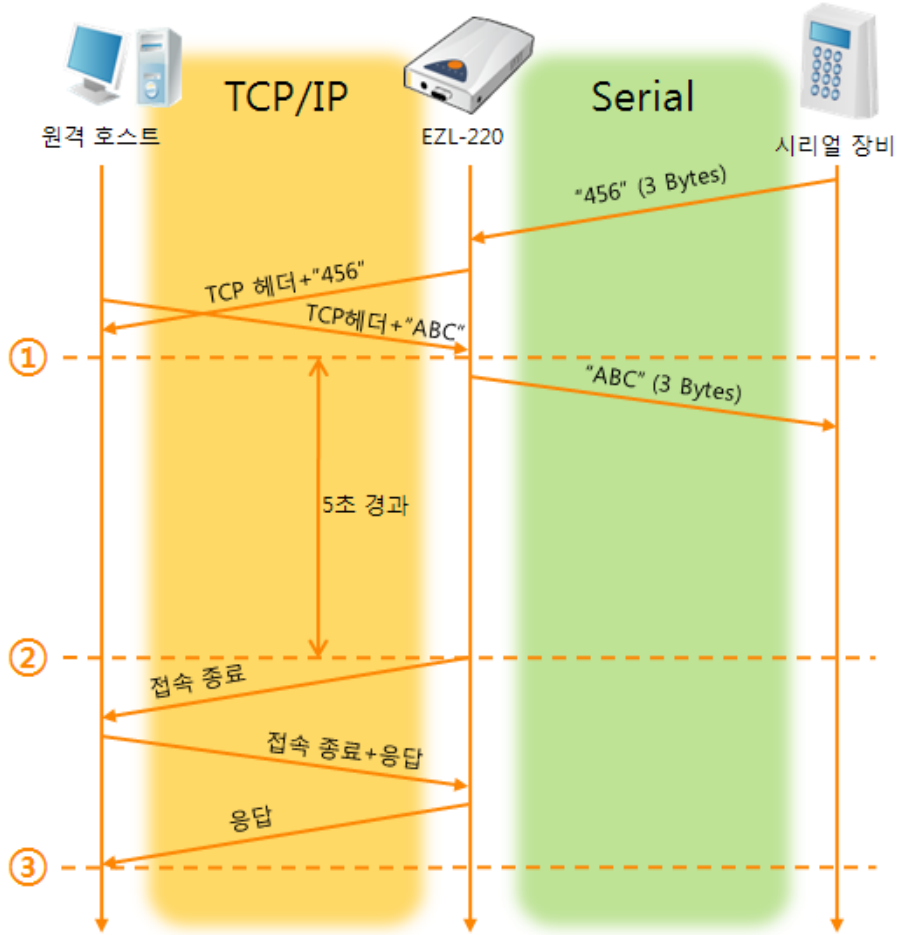 TCP/IP
Serial
원격 호스트
EZL-220
시리얼 장비
"456" (3 Bytes)
TCP 헤더+"456"
TCP헤더+"ABC"
①
"ABC" (3 Bytes)
5초 경과
②
접속 종료
접속 종료+응답
응답
③